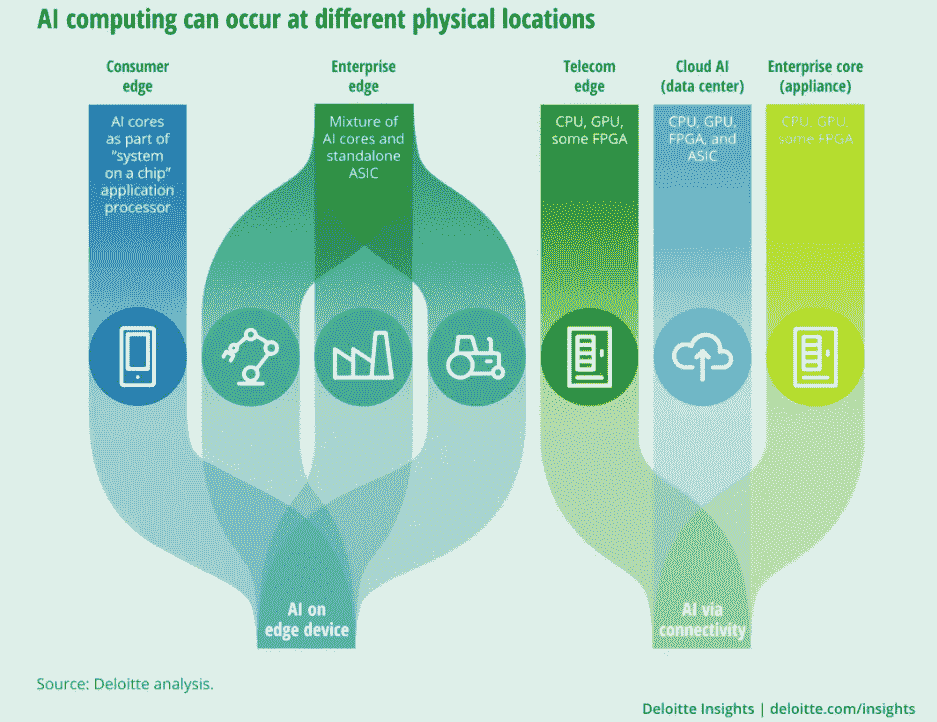 AI computing can occur at different physical locations
Consumer
edge
Enterprise
edge
Telecom
edge
Cloud AI
(data center)
Enterprise core
(appliance)
AI cores
as part of
“system
on a chip”
application
processor
Mixture of
AI cores and
standalone
ASIC
CPU, GPU,
some FPGA
CPU, GPU,
FPGA, and
ASIC
CPU, GPU,
some FPGA
AI on
edge device
AI via
connectivity
Source: Deloitte analysis.
Deloitte Insights | deloitte.com/insights